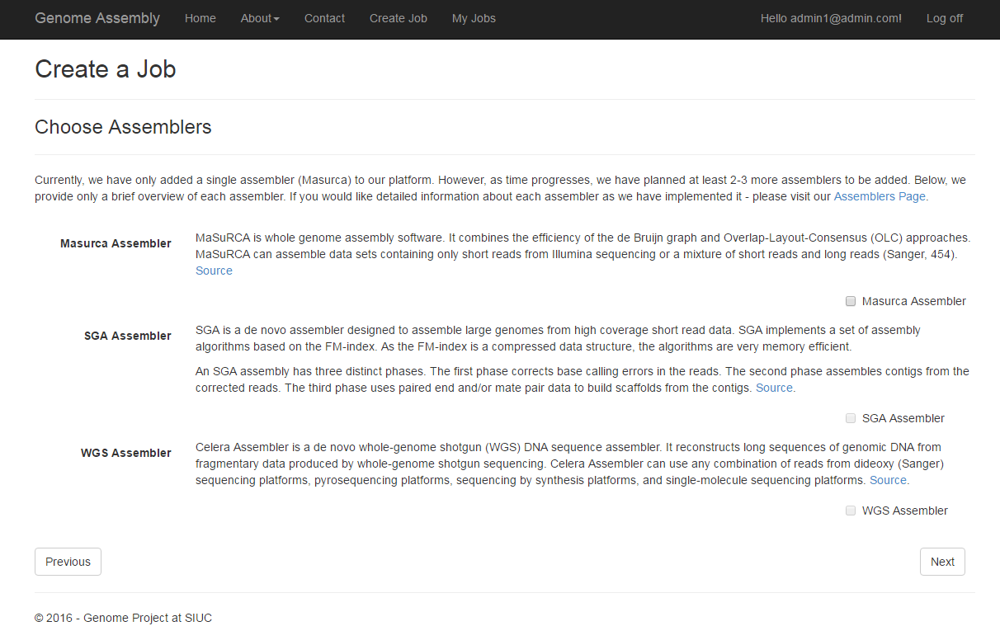 Genome Assembly Home About Contact Create Job My Jobs Hello admin1@admin.com! Log off
Create a Job
Choose Assemblers
Currently, we have only added a single assembler (Masurca) to our platform. However, as time progresses, we have planned at least 2-3 more assemblers to be added. Below, we
provide only a brief overview of each assembler. If you would like detailed information about each assembler as we have implemented it - please visit our Assemblers Page.
Masurca Assembler
MaSuRCA is whole genome assembly software. It combines the efficiency of the de Bruijn graph and Overlap-Layout-Consensus (OLC) approaches.
MaSuRCA can assemble data sets containing only short reads from Illumina sequencing or a mixture of short reads and long reads (Sanger, 454).
Source
Masurca Assembler
SGA Assembler
SGA is a de novo assembler designed to assemble large genomes from high coverage short read data. SGA implements a set of assembly
algorithms based on the FM-index. As the FM-index is a compressed data structure, the algorithms are very memory efficient.
An SGA assembly has three distinct phases. The first phase corrects base calling errors in the reads. The second phase assembles contigs from the
corrected reads. The third phase uses paired end and/or mate pair data to build scaffolds from the contigs. Source.
SGA Assembler
WGS Assembler
Celera Assembler is a de novo whole-genome shotgun (WGS) DNA sequence assembler. It reconstructs long sequences of genomic DNA from
fragmentary data produced by whole-genome shotgun sequencing. Celera Assembler can use any combination of reads from dideoxy (Sanger)
sequencing platforms, pyrosequencing platforms, sequencing by synthesis platforms, and single-molecule sequencing platforms. Source.
WGS Assembler
Previous Next
© 2016 - Genome Project at SIUC